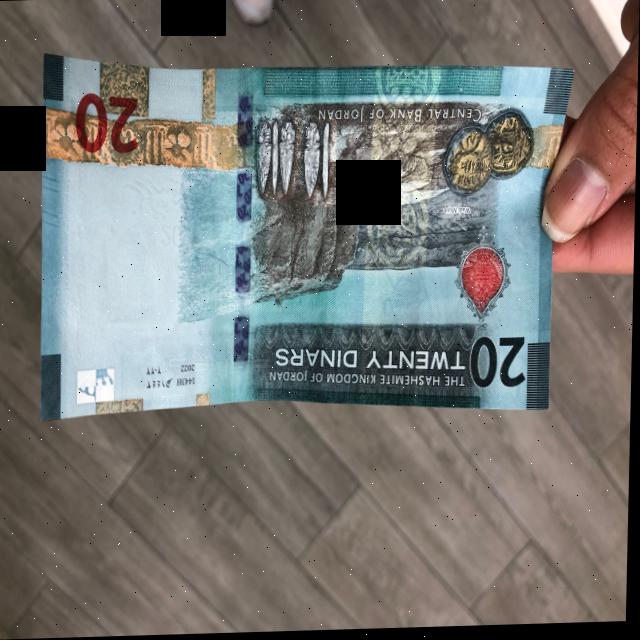 THE HASHEMITE KINGDOM OF JORDAN
20 TWENTY DINARS
2022
CENTRAL BANK OF JORDAN
20